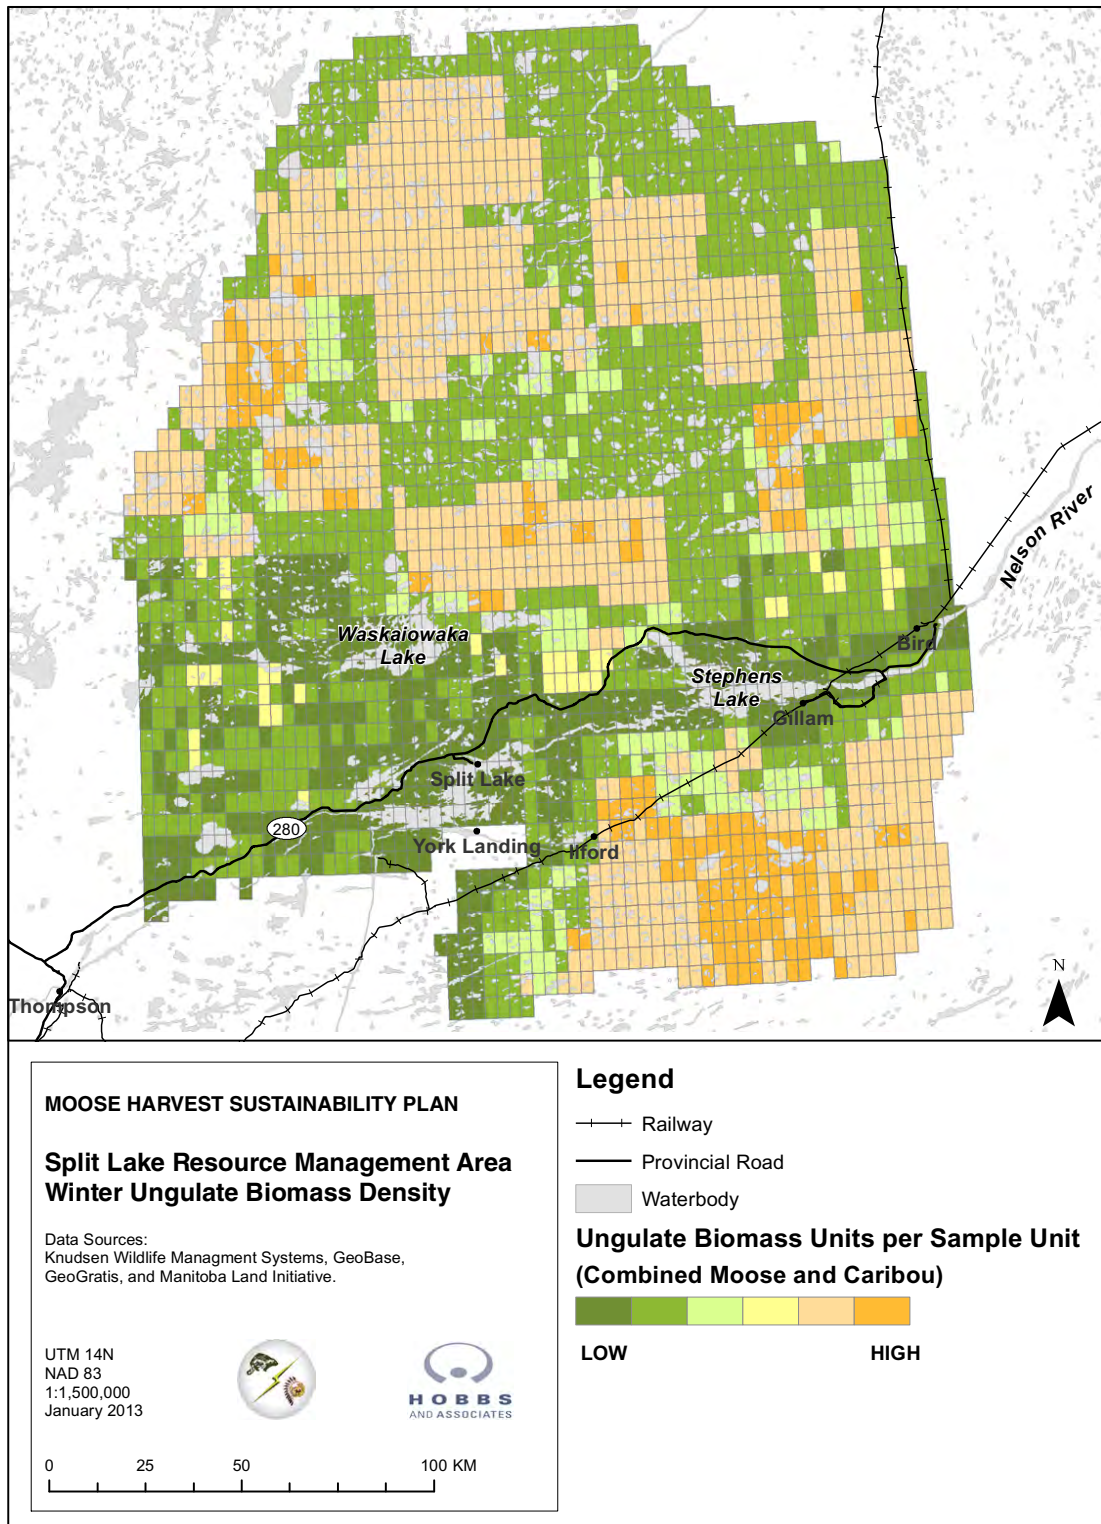 Nelson River
Waskaiowaka
Lake
Bird
Stephens
Lake
Gillam
Split Lake
280
York Landing
Ilford
Thompson
N
MOOSE HARVEST SUSTAINABILITY PLAN
Split Lake Resource Management Area
Winter Ungulate Biomass Density
Data Sources:
Knudsen Wildlife Managment Systems, GeoBase,
GeoGratis, and Manitoba Land Initiative.
UTM 14N
NAD 83
1:1,500,000
January 2013
HOBBS
AND ASSOCIATES
0 25 50 100 KM
Legend
Railway
Provincial Road
Waterbody
Ungulate Biomass Units per Sample Unit
(Combined Moose and Caribou)
LOW HIGH